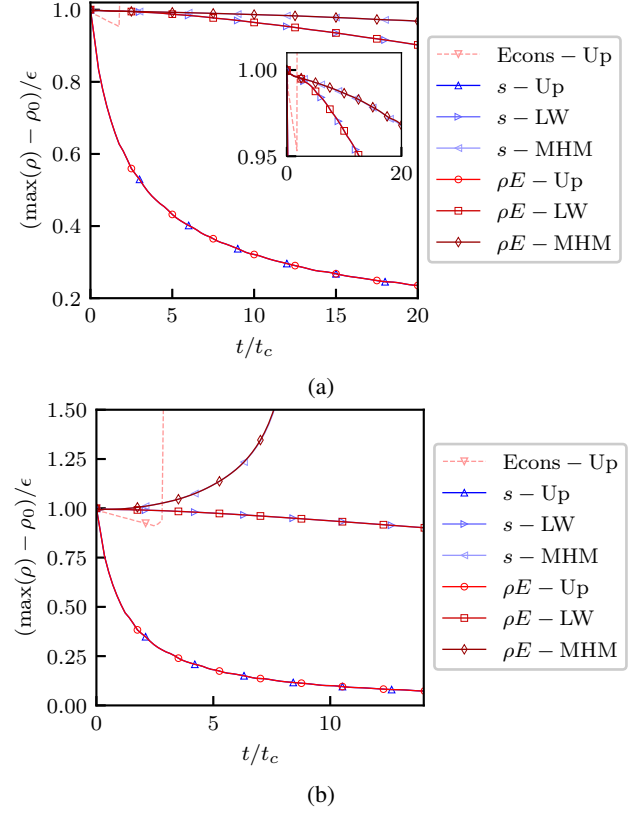 1.0
0.8
0.6
0.4
0.2
(max(ρ) − ρ₀)/ϵ
1.00
0.95
0
20
0
5
10
15
20
t/t_c
Econs − Up
s − Up
s − LW
s − MHM
ρE − Up
ρE − LW
ρE − MHM
(a)
1.50
1.25
1.00
0.75
0.50
0.25
0.00
(max(ρ) − ρ₀)/ϵ
0
5
10
t/t_c
Econs − Up
s − Up
s − LW
s − MHM
ρE − Up
ρE − LW
ρE − MHM
(b)